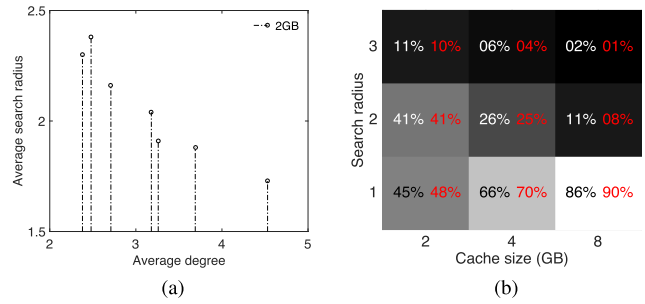 2.5
2
1.5
Average search radius
2GB
2 3 4 5
Average degree
(a)
Search radius
3
11% 10% 06% 04% 02% 01%
2
41% 41% 26% 25% 11% 08%
1
45% 48% 66% 70% 86% 90%
2 4 8
Cache size (GB)
(b)